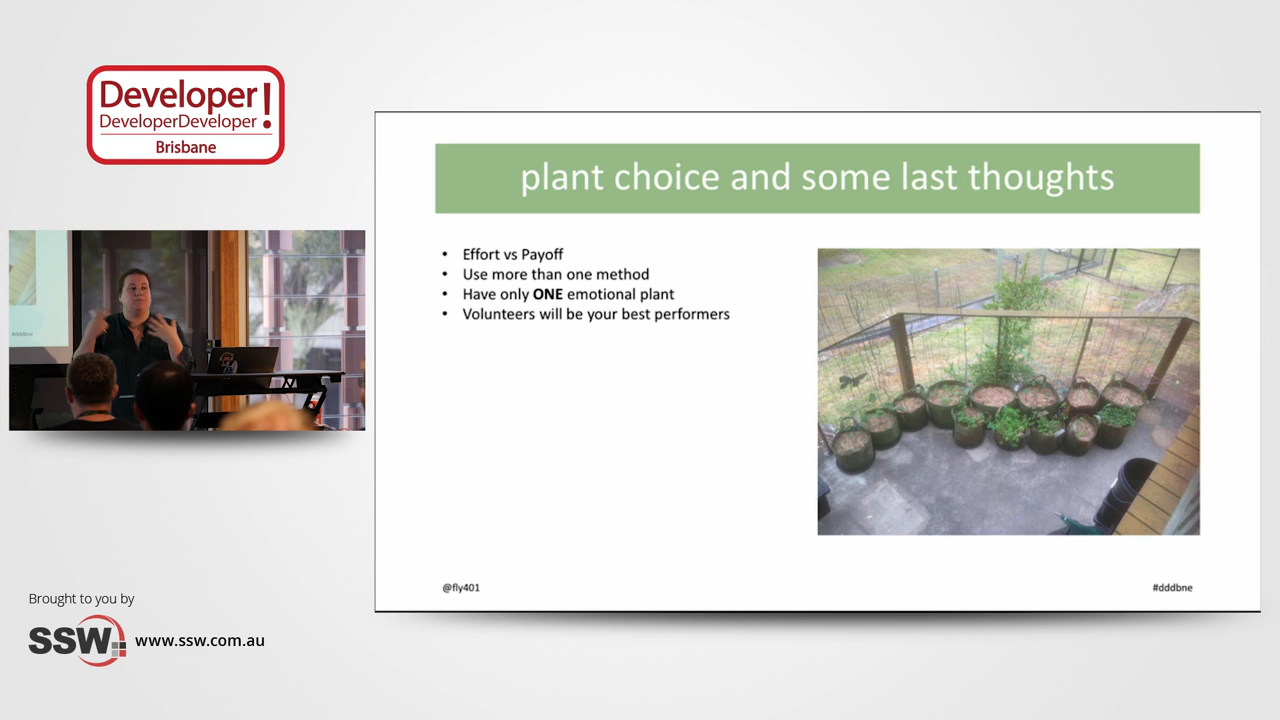 Developer!
DeveloperDeveloper
Brisbane
plant choice and some last thoughts
• Effort vs Payoff
• Use more than one method
• Have only ONE emotional plant
• Volunteers will be your best performers
@fly401
#dddbne
#dddbne
Brought to you by
SSW
www.ssw.com.au